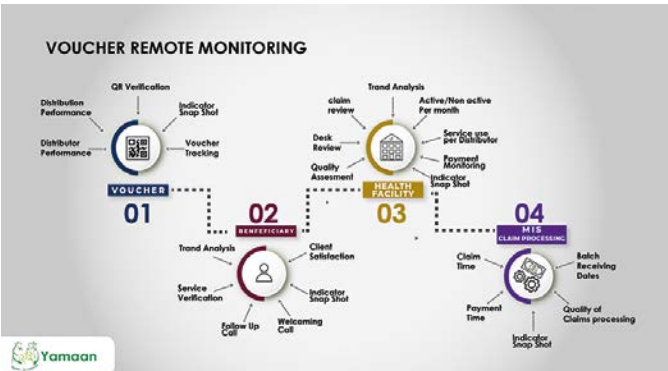 VOUCHER REMOTE MONITORING
QR Verification
Distribution
Performance
Indicator
Snap Shot
Distributor
Performance
Voucher
Tracking
VOUCHER
01
Trand Analysis
claim
review
Active/Non active
Per month
Desk
Review
Service use
per Distributor
Quality
Assesment
Payment
Monitoring
Indicator
Snap Shot
HEALTH
FACILITY
03
02
BENFEFICIARY
Trand Analysis
Client
Satisfaction
Service
Verification
Indicator
Snap Shot
Follow Up
Call
Welcoming
Call
04
MIS
CLAIM PROCESSING
Claim
Time
Batch
Receiving
Dates
Payment
Time
Quality of
Claims processing
Indicator
Snap Shot
Yamaan